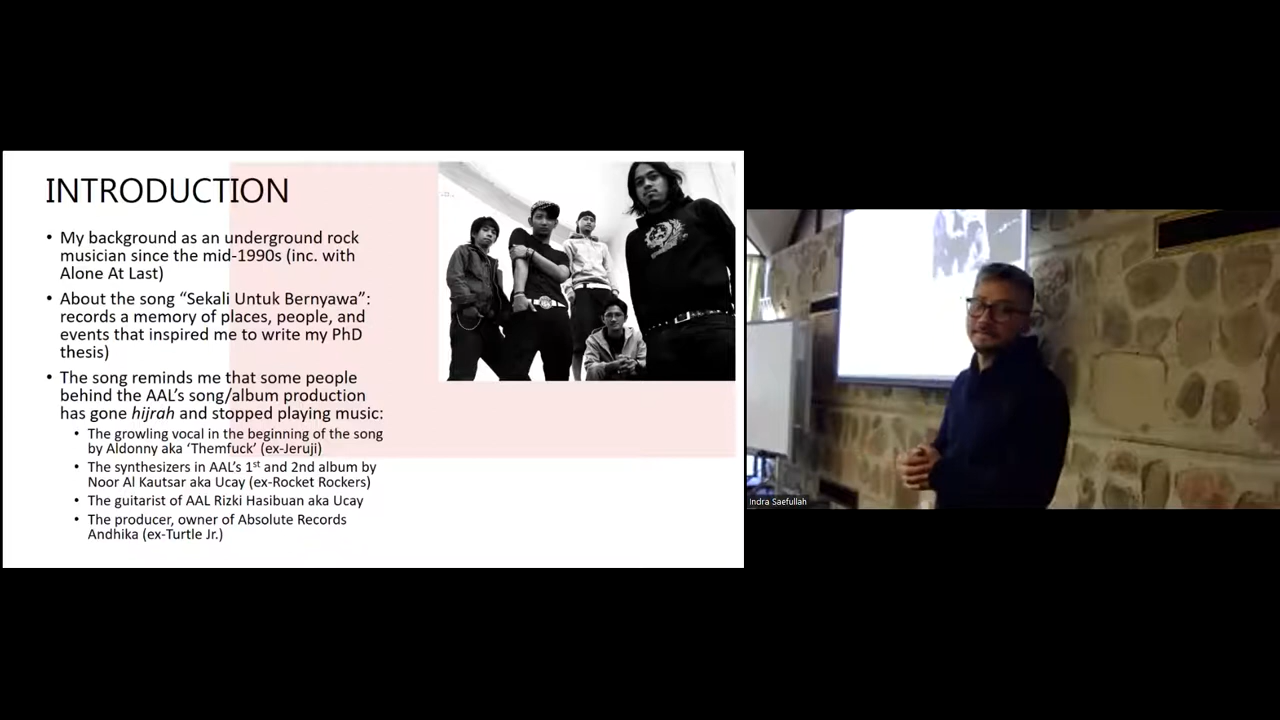 INTRODUCTION
• My background as an underground rock
musician since the mid-1990s (inc. with
Alone At Last)
• About the song “Sekali Untuk Bernyawa”:
records a memory of places, people, and
events that inspired me to write my PhD
thesis)
• The song reminds me that some people
behind the AAL’s song/album production
has gone hijrah and stopped playing music:
• The growling vocal in the beginning of the song
by Aldonny aka ‘Themfuck’ (ex-Jeruji)
• The synthesizers in AAL’s 1st and 2nd album by
Noor Al Kautsar aka Ucay (ex-Rocket Rockers)
• The guitarist of AAL Rizki Hasibuan aka Ucay
• The producer, owner of Absolute Records
Andhika (ex-Turtle Jr.)
Indra Saefullah